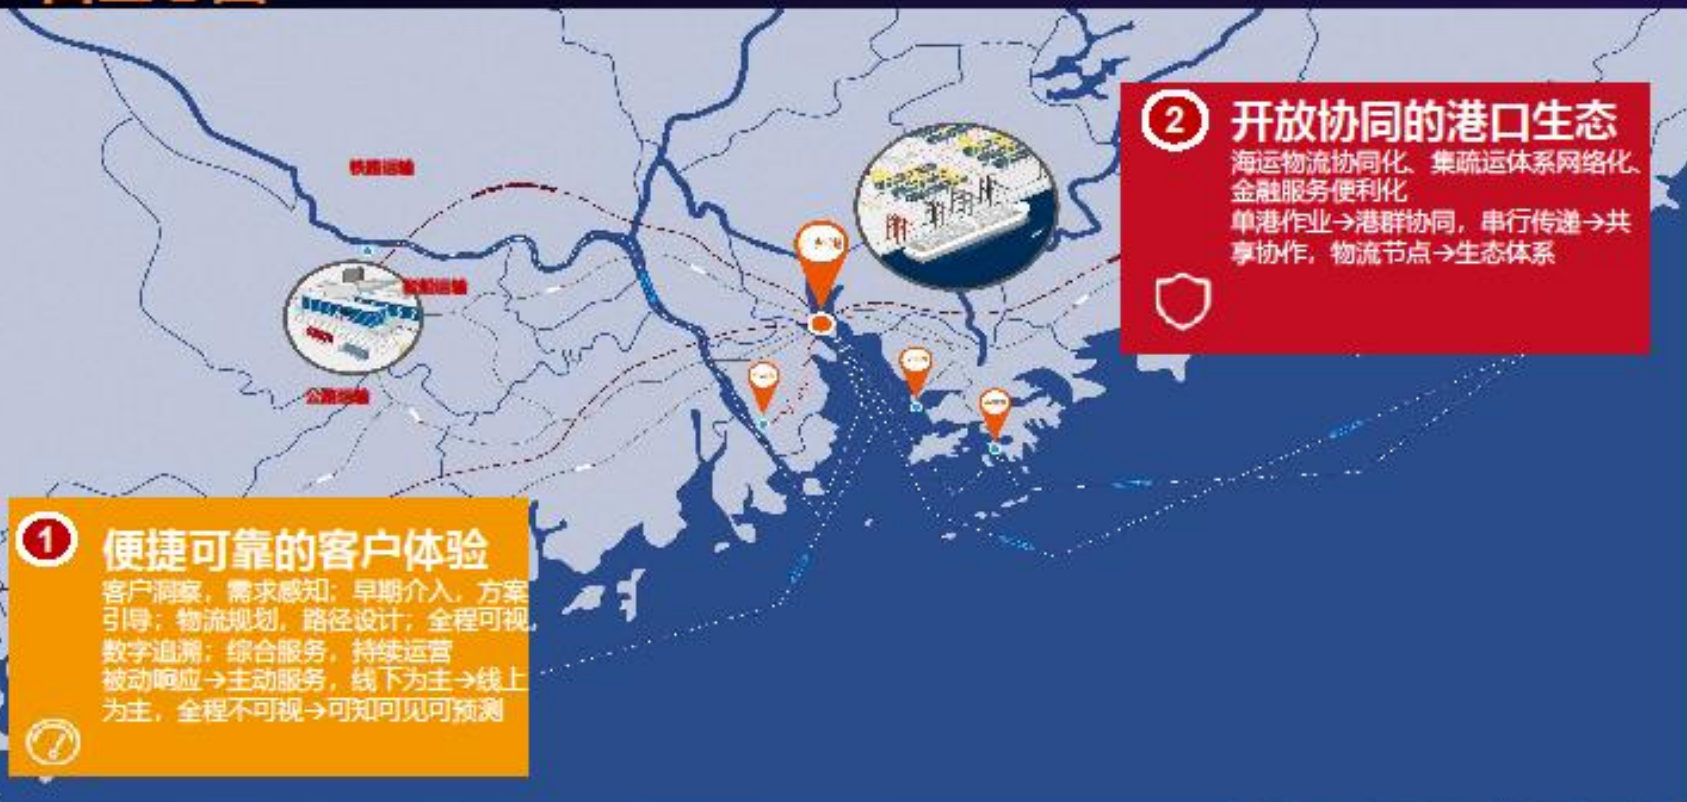 铁路运输
驳船运输
公路运输
2
开放协同的港口生态
海运物流协同化、集疏运体系网络化、
金融服务便利化
单港作业→港群协同，串行传递→共
享协作，物流节点→生态体系
1
便捷可靠的客户体验
客户洞察，需求感知；早期介入，方案
引导；物流规划，路径设计；全程可视，
数字追溯；综合服务，持续运营
被动响应→主动服务，线下为主→线上
为主，全程不可视→可知可见可预测